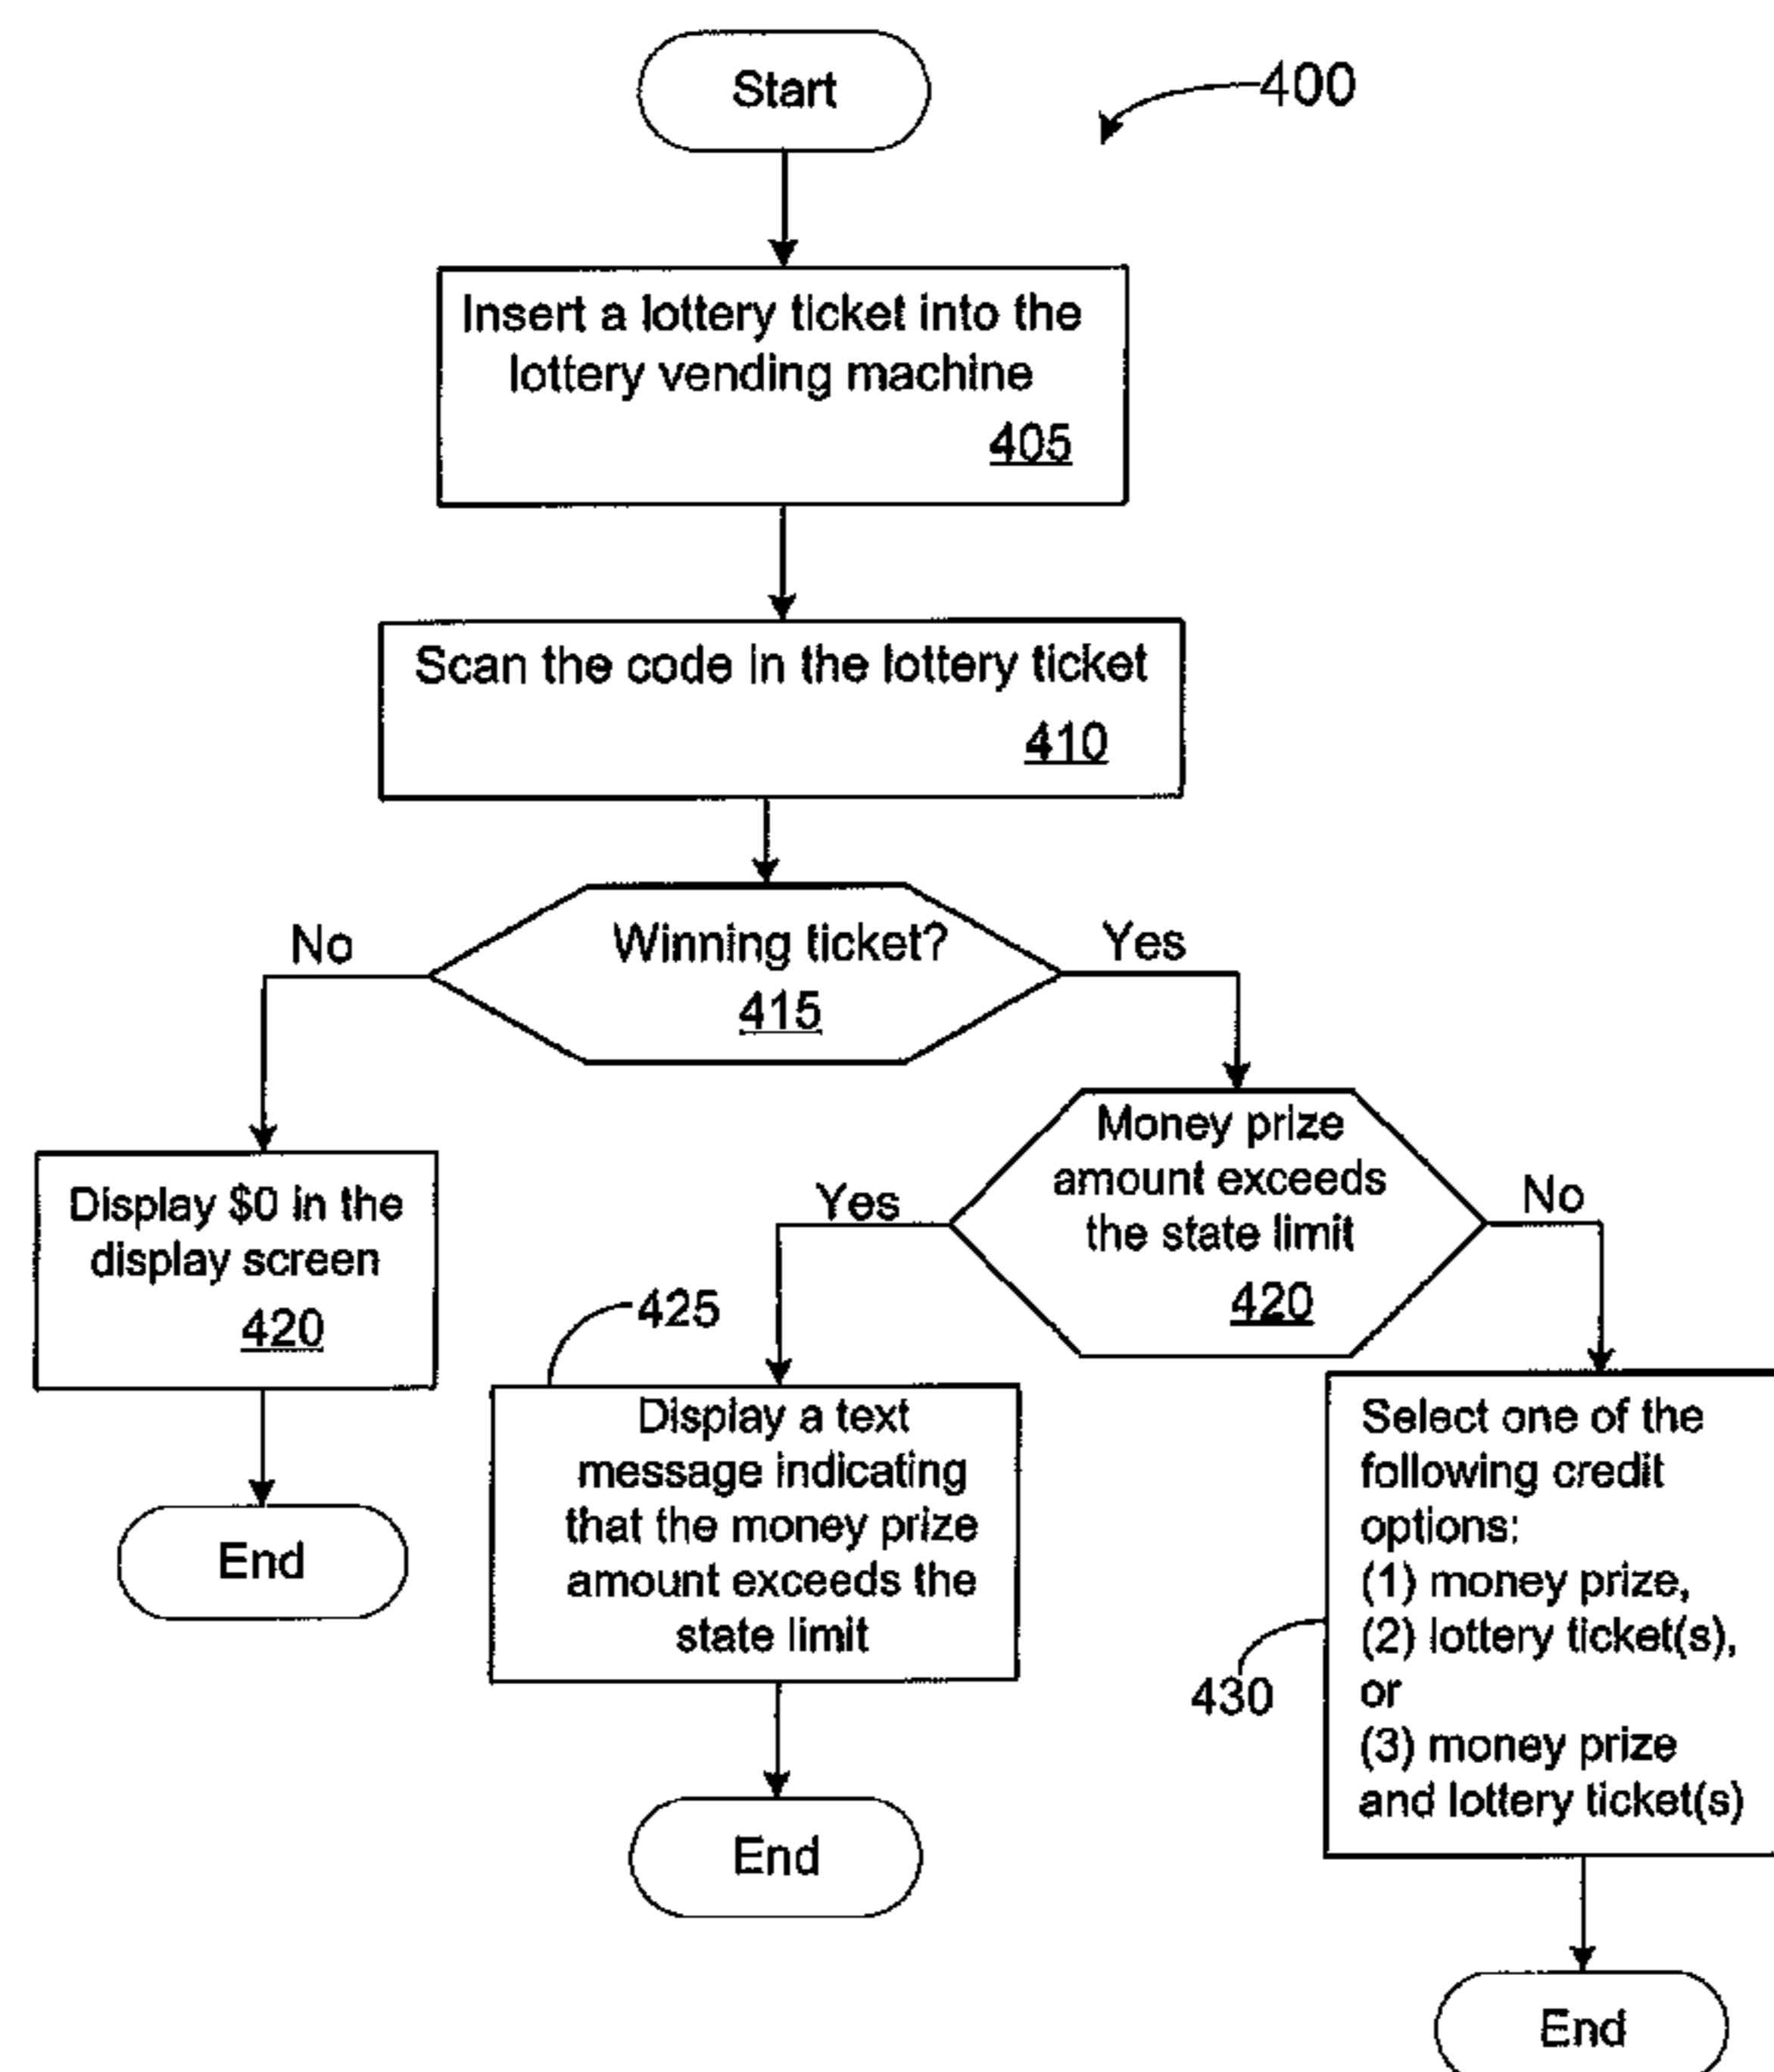 Start
400
Insert a lottery ticket into the
lottery vending machine
405
Scan the code in the lottery ticket
410
No
Winning ticket?
Yes
415
Money prize
amount exceeds
the state limit
420
Yes
No
Display $0 in the
display screen
420
425
Display a text
message indicating
that the money prize
amount exceeds the
state limit
Select one of the
following credit
options:
(1) money prize,
(2) lottery ticket(s),
or
(3) money prize
and lottery ticket(s)
430
End
End
End